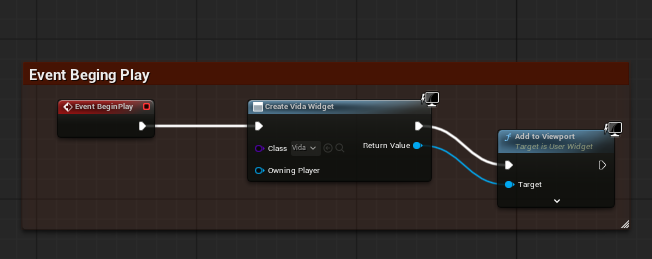 Event Beging Play
Event BeginPlay
Create Vida Widget
Class Vida
Return Value
Owning Player
f Add to Viewport
Target is User Widget
Target